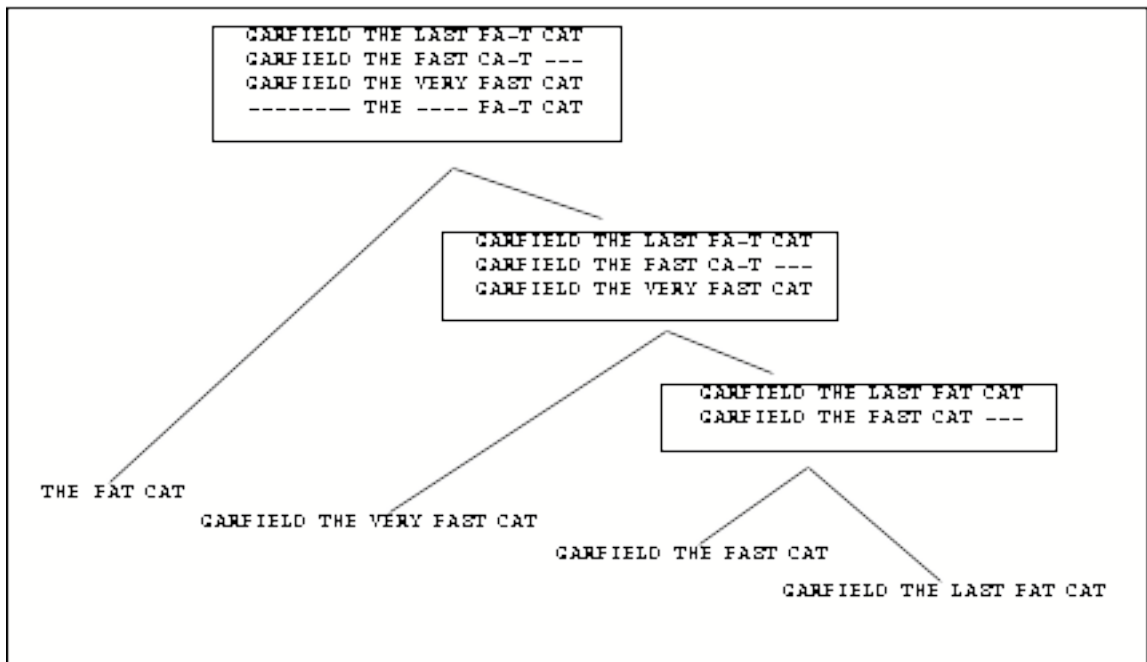 GARFIELD THE LAST FA-T CAT
GARFIELD THE FAST CA-T ---
GARFIELD THE VERY FAST CAT
-------- THE ---- FA-T CAT
GARFIELD THE LAST FA-T CAT
GARFIELD THE FAST CA-T ---
GARFIELD THE VERY FAST CAT
GARFIELD THE LAST FAT CAT
GARFIELD THE FAST CAT ---
THE FAT CAT
GARFIELD THE VERY FAST CAT
GARFIELD THE FAST CAT
GARFIELD THE LAST FAT CAT